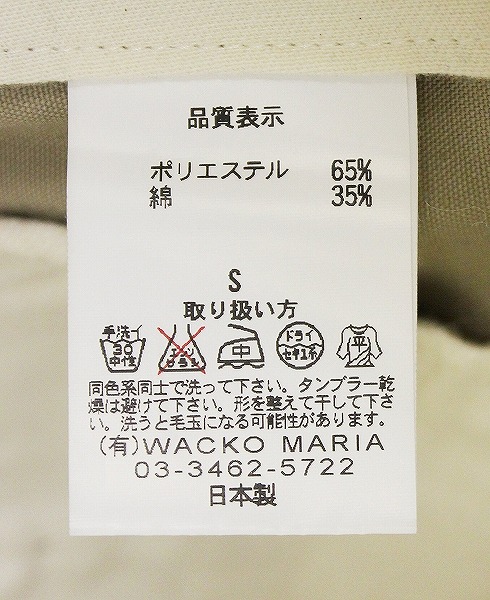 品質表示
ポリエステル 65%
綿 35%
S
取り扱い方
手洗イ 30 中性 エンソサラシ 中 ドライ セキユ系 平
同色系同士で洗って下さい。タンブラー乾
燥は避けて下さい。形を整えて干して下さ
い。洗うと毛玉になる可能性があります。
(有)WACKO MARIA
03-3462-5722
日本製